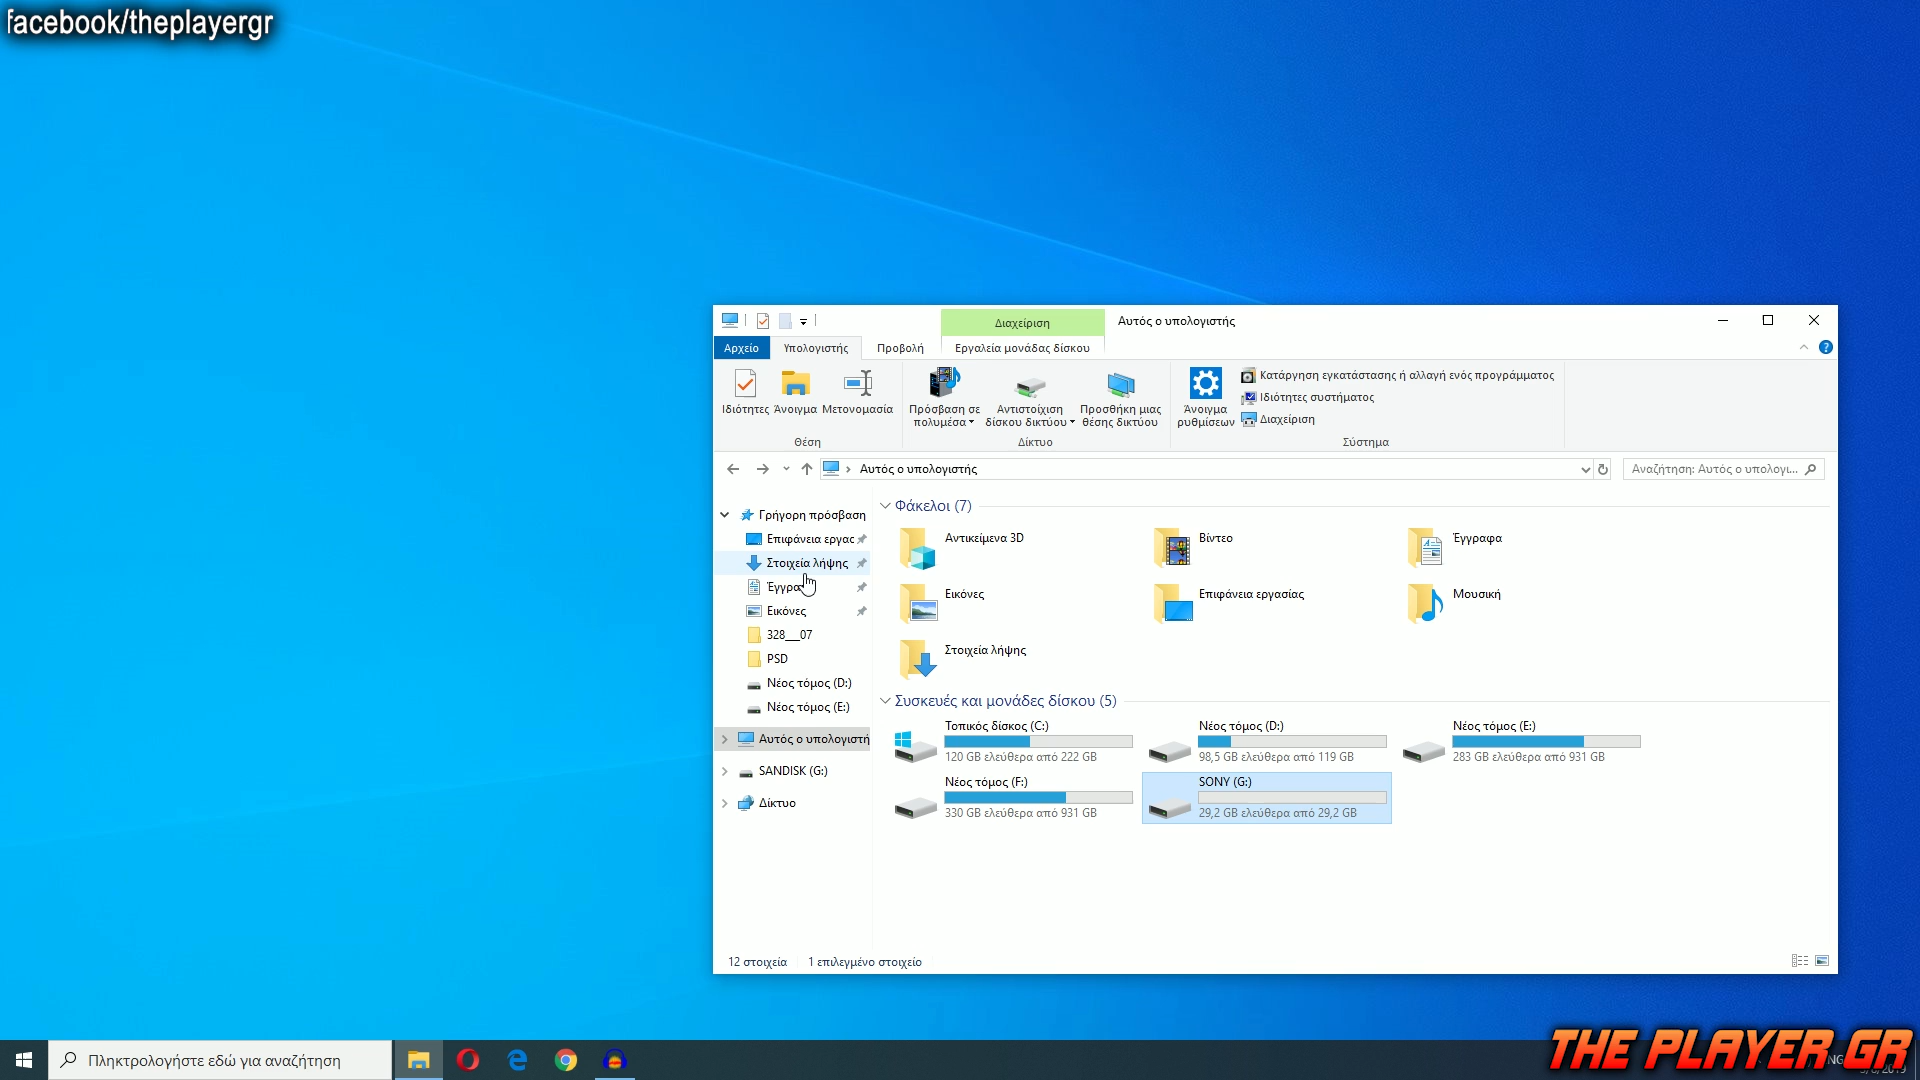 facebook/theplayergr
Διαχείριση
Αυτός ο υπολογιστής
Αρχείο
Υπολογιστής
Προβολή
Εργαλεία μονάδας δίσκου
Ιδιότητες
Άνοιγμα
Μετονομασία
Πρόσβαση σε
πολυμέσα
Αντιστοίχιση
δίσκου δικτύου
Προσθήκη μιας
θέσης δικτύου
Άνοιγμα
ρυθμίσεων
Κατάργηση εγκατάστασης ή αλλαγή ενός προγράμματος
Ιδιότητες συστήματος
Διαχείριση
Θέση
Δίκτυο
Σύστημα
Αυτός ο υπολογιστής
Αναζήτηση: Αυτός ο υπολογι...
Γρήγορη πρόσβαση
Επιφάνεια εργας
Στοιχεία λήψης
Έγγρα
Εικόνες
328__07
PSD
Νέος τόμος (D:)
Νέος τόμος (E:)
Αυτός ο υπολογιστή
SANDISK (G:)
Δίκτυο
Φάκελοι (7)
Αντικείμενα 3D
Βίντεο
Έγγραφα
Εικόνες
Επιφάνεια εργασίας
Μουσική
Στοιχεία λήψης
Συσκευές και μονάδες δίσκου (5)
Τοπικός δίσκος (C:)
120 GB ελεύθερα από 222 GB
Νέος τόμος (D:)
98,5 GB ελεύθερα από 119 GB
Νέος τόμος (E:)
283 GB ελεύθερα από 931 GB
Νέος τόμος (F:)
330 GB ελεύθερα από 931 GB
SONY (G:)
29,2 GB ελεύθερα από 29,2 GB
12 στοιχεία
1 επιλεγμένο στοιχείο
Πληκτρολογήστε εδώ για αναζήτηση
THE PLAYER GR